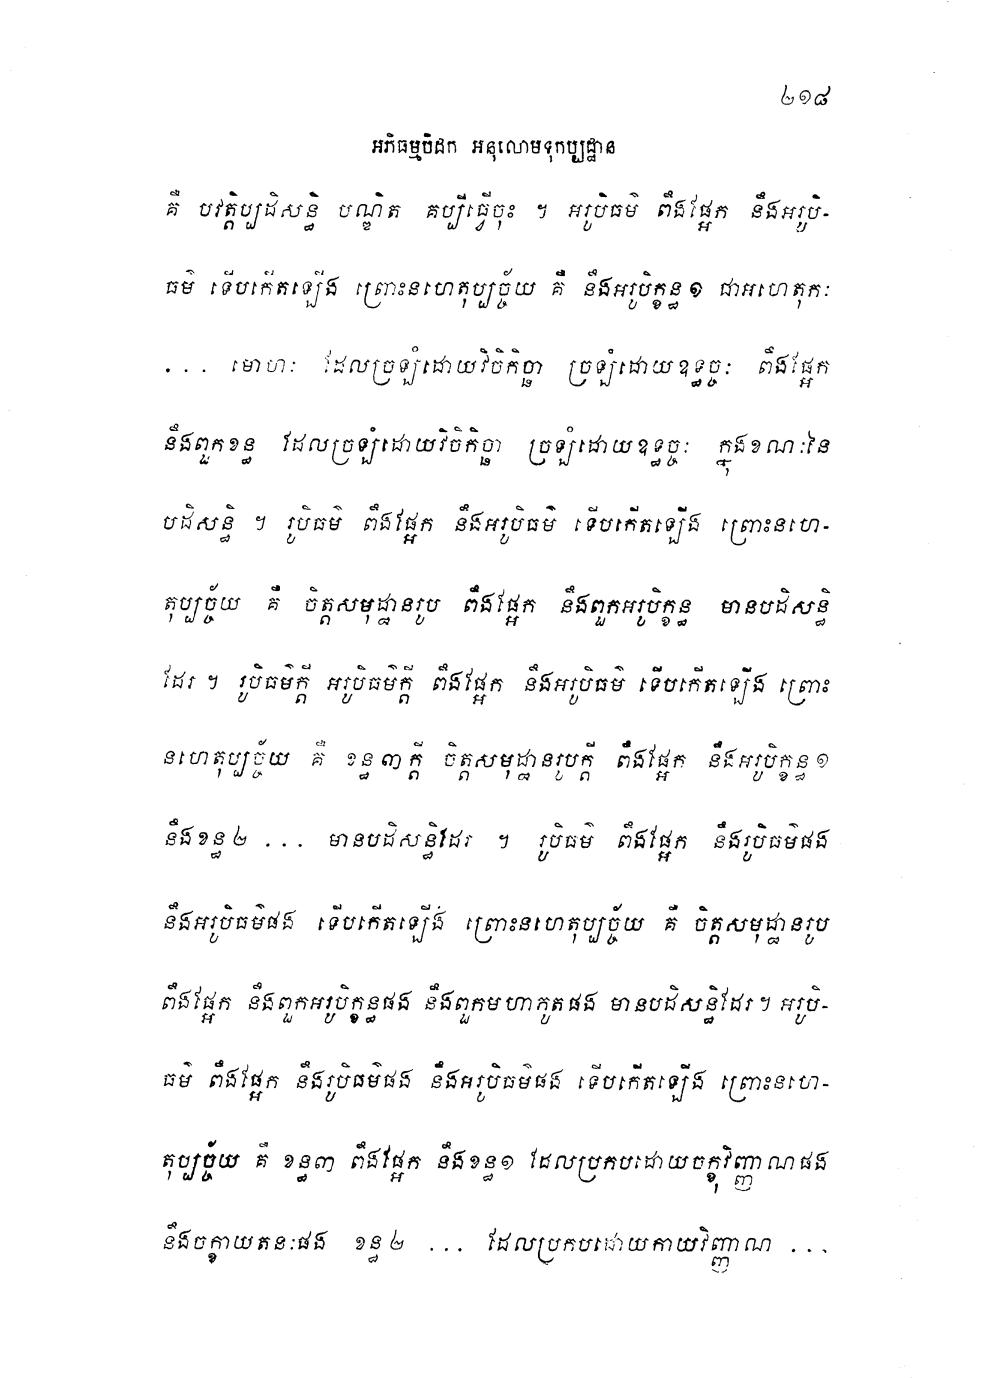 ២១៨
អភិធម្មបិដក អនុលោមទុកប្បដ្ឋាន
គឺ បវត្តិប្បដិសន្ធិ បណ្ឌិត គប្បីធ្វើចុះ ។ អរូបិធម៌ ពឹងផ្អែក នឹងអរូបិ-
ធម៌ ទើបកើតឡើង ព្រោះនហេតុប្បច្ច័យ គឺ នឹងអរូបិក្ខន្ធ១ ជាអហេតុកៈ
... មោហៈ ដែលច្រឡំដោយវិចិកិច្ឆា ច្រឡំដោយឧទ្ធច្ចៈ ពឹងផ្អែក
នឹងពួកខន្ធ ដែលច្រឡំដោយវិចិកិច្ឆា ច្រឡំដោយឧទ្ធច្ចៈ ក្នុងខណៈនៃ
បដិសន្ធិ ។ រូបិធម៌ ពឹងផ្អែក នឹងអរូបិធម៌ ទើបកើតឡើង ព្រោះនហេ-
តុប្បច្ច័យ គឺ ចិត្តសមុដ្ឋានរូប ពឹងផ្អែក នឹងពួកអរូបិក្ខន្ធ មានបដិសន្ធិ
ដែរ ។ រូបិធម៌ក្តី អរូបិធម៌ក្តី ពឹងផ្អែក នឹងអរូបិធម៌ ទើបកើតឡើង ព្រោះ
នហេតុប្បច្ច័យ គឺ ខន្ធ៣ក្តី ចិត្តសមុដ្ឋានរូបក្តី ពឹងផ្អែក នឹងអរូបិក្ខន្ធ១
នឹងខន្ធ២ ... មានបដិសន្ធិដែរ ។ រូបិធម៌ ពឹងផ្អែក នឹងរូបិធម៌ផង
នឹងអរូបិធម៌ផង ទើបកើតឡើង ព្រោះនហេតុប្បច្ច័យ គឺ ចិត្តសមុដ្ឋានរូប
ពឹងផ្អែក នឹងពួកអរូបិក្ខន្ធផង នឹងពួកមហាភូតផង មានបដិសន្ធិដែរ ។ អរូបិ-
ធម៌ ពឹងផ្អែក នឹងរូបិធម៌ផង នឹងអរូបិធម៌ផង ទើបកើតឡើង ព្រោះនហេ-
តុប្បច្ច័យ គឺ ខន្ធ៣ ពឹងផ្អែក នឹងខន្ធ១ ដែលប្រកបដោយចក្ខុវិញ្ញាណផង
នឹងចក្ខាយតនៈផង ខន្ធ២ ... ដែលប្រកបដោយកាយវិញ្ញាណ ...